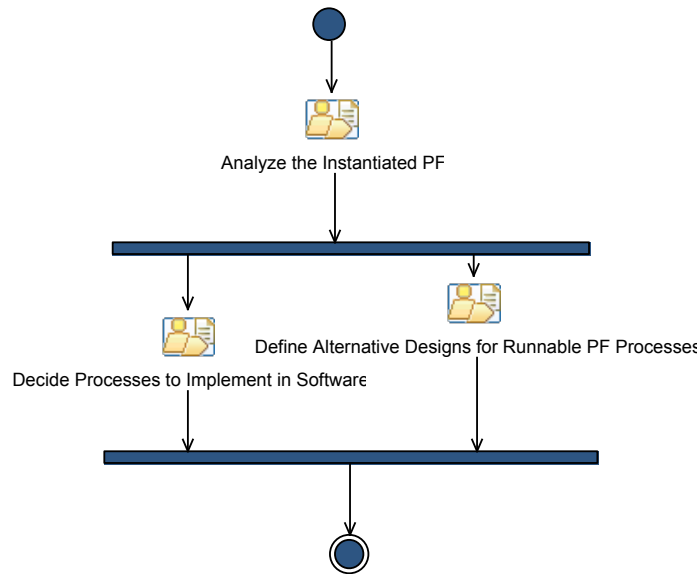 Analyze the Instantiated PF
Define Alternative Designs for Runnable PF Processes
Decide Processes to Implement in Software